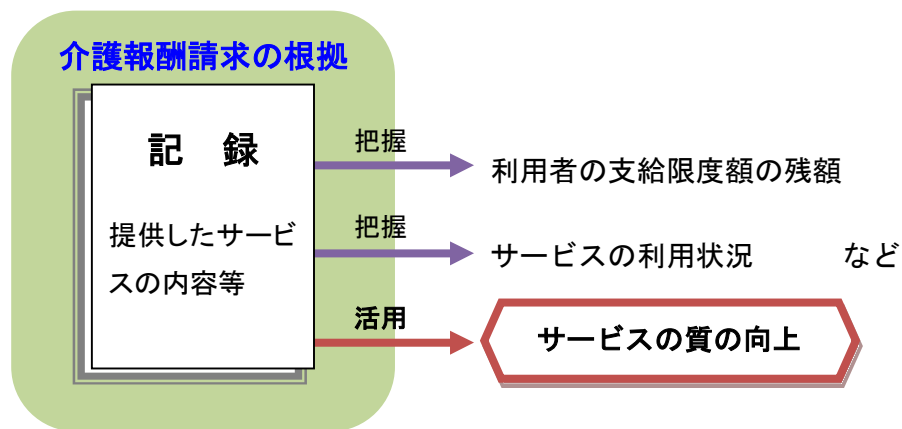 介護報酬請求の根拠
記　録
提供したサービ
スの内容等
把握
利用者の支給限度額の残額
把握
サービスの利用状況　　　など
活用
サービスの質の向上